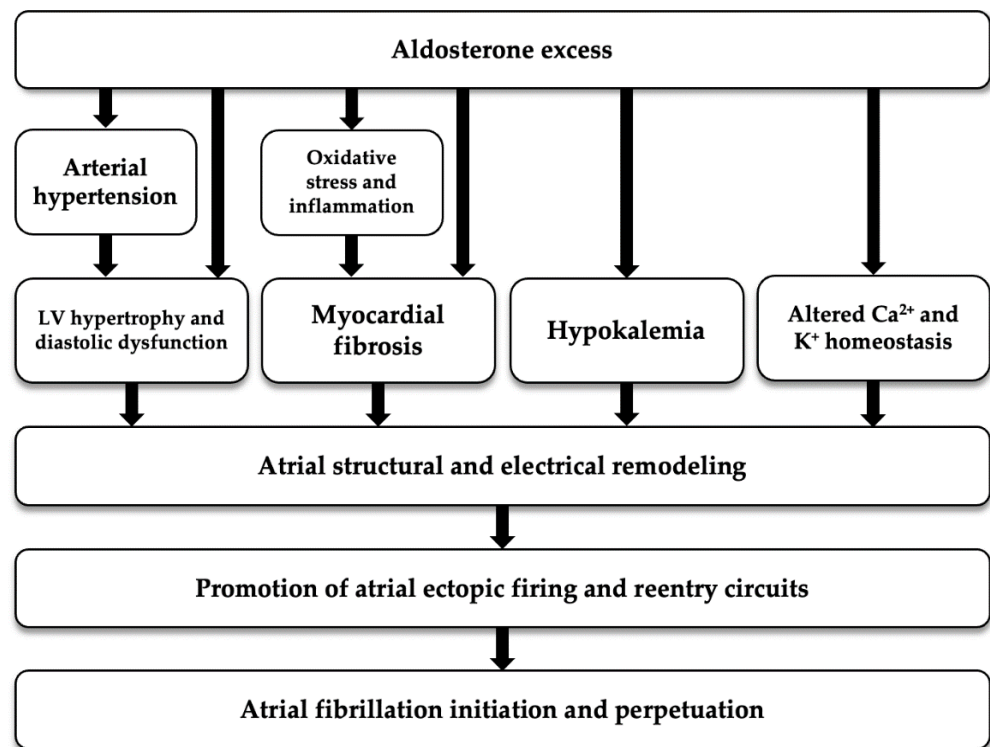 Aldosterone excess
Arterial
hypertension
Oxidative
stress and
inflammation
LV hypertrophy and
diastolic dysfunction
Myocardial
fibrosis
Hypokalemia
Altered Ca²⁺ and
K⁺ homeostasis
Atrial structural and electrical remodeling
Promotion of atrial ectopic firing and reentry circuits
Atrial fibrillation initiation and perpetuation